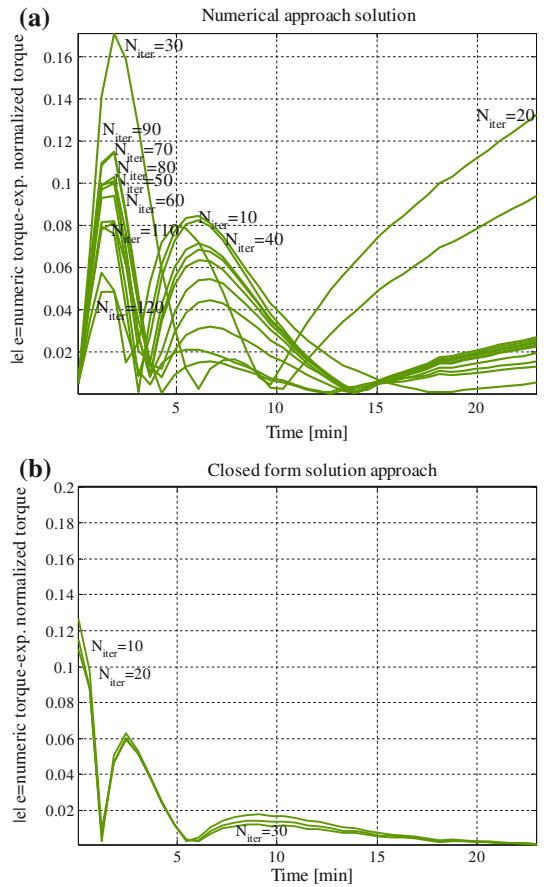 (a)
Numerical approach solution
|e| e=numeric torque-exp. normalized torque
0.16
0.14
0.12
0.1
0.08
0.06
0.04
0.02
N_iter=30
N_iter=20
N_iter=90
N_iter=70
N_iter=80
N_iter=50
N_iter=60
N_iter=10
N_iter=110
N_iter=40
N_iter=120
5
10
15
20
Time [min]
(b)
Closed form solution approach
|e| e=numeric torque-exp. normalized torque
0.2
0.18
0.16
0.14
0.12
0.1
0.08
0.06
0.04
0.02
N_iter=10
N_iter=20
N_iter=30
5
10
15
20
Time [min]